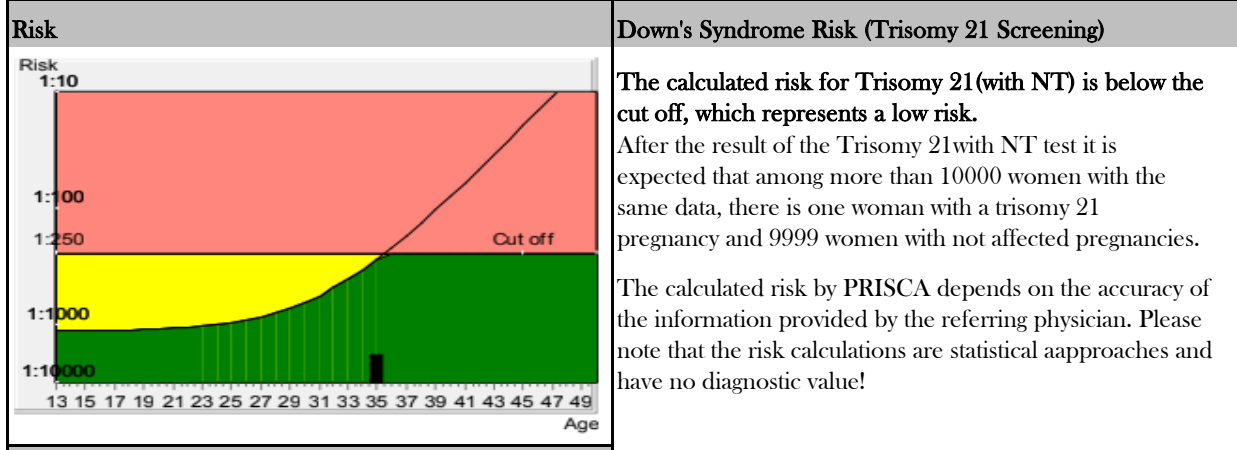 Risk
Risk
1:10
1:100
1:250
Cut off
1:1000
1:10000
13 15 17 19 21 23 25 27 29 31 33 35 37 39 41 43 45 47 49
Age
Down's Syndrome Risk (Trisomy 21 Screening)
The calculated risk for Trisomy 21(with NT) is below the
cut off, which represents a low risk.
After the result of the Trisomy 21with NT test it is
expected that among more than 10000 women with the
same data, there is one woman with a trisomy 21
pregnancy and 9999 women with not affected pregnancies.
The calculated risk by PRISCA depends on the accuracy of
the information provided by the referring physician. Please
note that the risk calculations are statistical aapproaches and
have no diagnostic value!